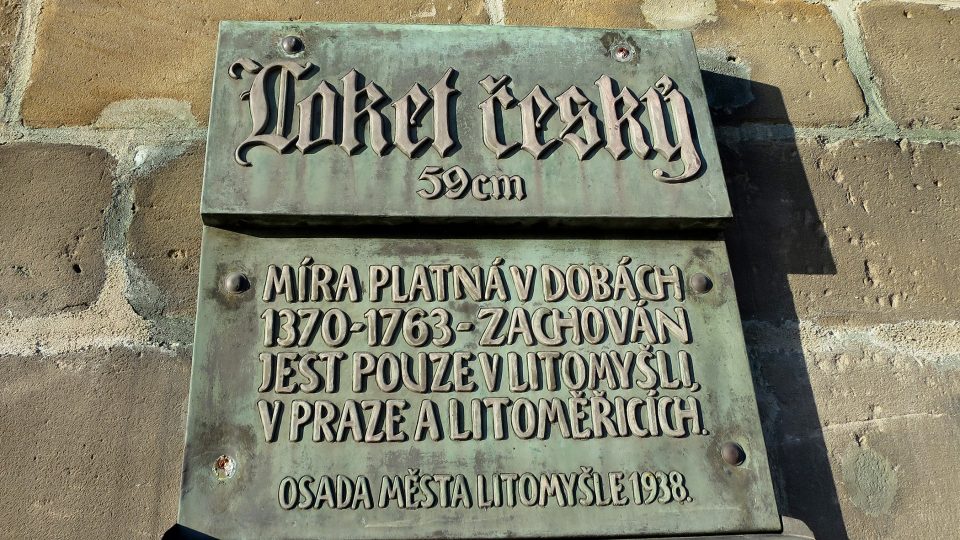 Loket český
59cm
MÍRA PLATNÁ V DOBÁCH
1370-1763-ZACHOVÁN
JEST POUZE V LITOMYŠLI,
V PRAZE A LITOMĚŘICÍCH.
OSADA MĚSTA LITOMYŠLE 1938.